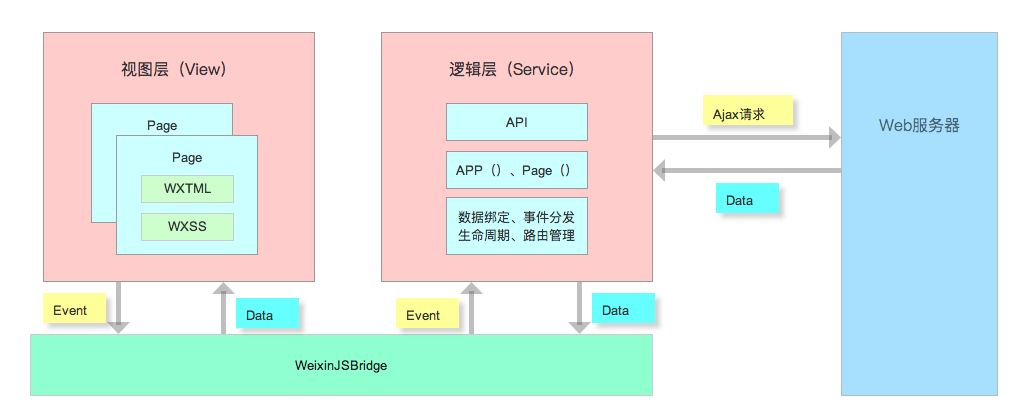 视图层（View）
Page
Page
WXTML
WXSS
逻辑层（Service）
API
APP（）、Page（）
数据绑定、事件分发
生命周期、路由管理
Ajax请求
Data
Web服务器
Event
Data
Event
Data
WeixinJSBridge